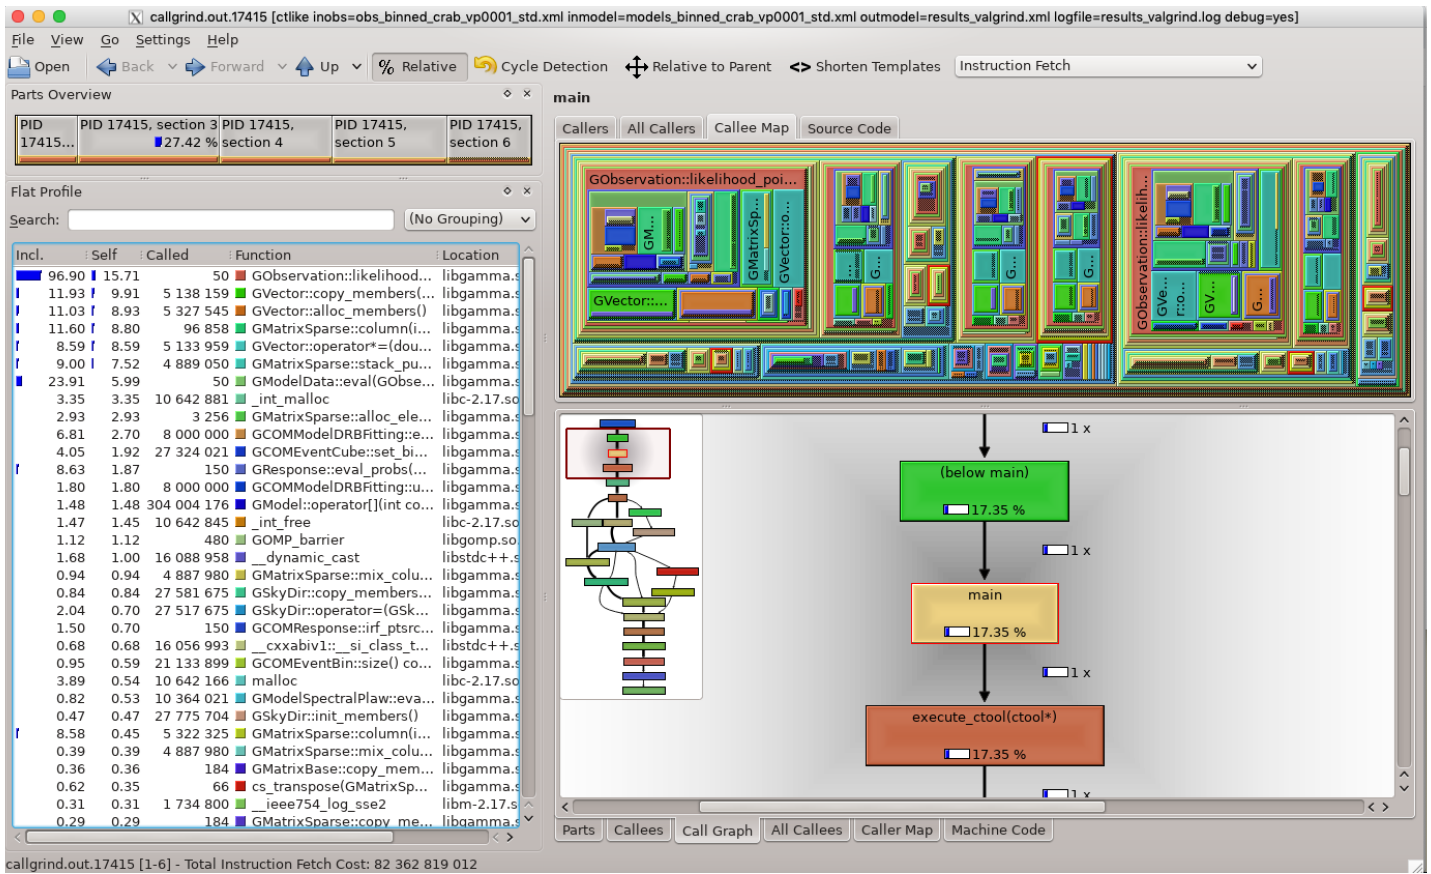 callgrind.out.17415 [ctlike inobs=obs_binned_crab_vp0001_std.xml inmodel=models_binned_crab_vp0001_std.xml outmodel=results_valgrind.xml logfile=results_valgrind.log debug=yes]
File View Go Settings Help
Open Back Forward Up % Relative Cycle Detection Relative to Parent <> Shorten Templates Instruction Fetch
Parts Overview
PID 17415... PID 17415, section 3 27.42 % PID 17415, section 4 PID 17415, section 5 PID 17415, section 6
Flat Profile
Search: (No Grouping)
Incl. Self Called Function Location
96.90 15.71 50 GObservation::likelihood... libgamma.s
11.93 9.91 5 138 159 GVector::copy_members(... libgamma.s
11.03 8.93 5 327 545 GVector::alloc_members() libgamma.s
11.60 8.80 96 858 GMatrixSparse::column(i... libgamma.s
8.59 8.59 5 133 959 GVector::operator*=(dou... libgamma.s
9.00 7.52 4 889 050 GMatrixSparse::stack_pu... libgamma.s
23.91 5.99 50 GModelData::eval(GObse... libgamma.s
3.35 3.35 10 642 881 _int_malloc libc-2.17.so
2.93 2.93 3 256 GMatrixSparse::alloc_ele... libgamma.s
6.81 2.70 8 000 000 GCOMModelDRBFitting::e... libgamma.s
4.05 1.92 27 324 021 GCOMEventCube::set_bi... libgamma.s
8.63 1.87 150 GResponse::eval_probs(... libgamma.s
1.80 1.80 8 000 000 GCOMModelDRBFitting::u... libgamma.s
1.48 1.48 304 004 176 GModel::operator[](int co... libgamma.s
1.47 1.45 10 642 845 _int_free libc-2.17.so
1.12 1.12 480 GOMP_barrier libgomp.so.
1.68 1.00 16 088 958 __dynamic_cast libstdc++.s
0.94 0.94 4 887 980 GMatrixSparse::mix_colu... libgamma.s
0.84 0.84 27 581 675 GSkyDir::copy_members... libgamma.s
2.04 0.70 27 517 675 GSkyDir::operator=(GSk... libgamma.s
1.50 0.70 150 GCOMResponse::irf_ptsrc... libgamma.s
0.68 0.68 16 056 993 __cxxabiv1::__si_class_t... libstdc++.s
0.95 0.59 21 133 899 GCOMEventBin::size() co... libgamma.s
3.89 0.54 10 642 166 malloc libc-2.17.so
0.82 0.53 10 364 021 GModelSpectralPlaw::eva... libgamma.s
0.47 0.47 27 775 704 GSkyDir::init_members() libgamma.s
8.58 0.45 5 322 325 GMatrixSparse::column(i... libgamma.s
0.39 0.39 4 887 980 GMatrixSparse::mix_colu... libgamma.s
0.36 0.36 184 GMatrixBase::copy_mem... libgamma.s
0.62 0.35 66 cs_transpose(GMatrixSp... libgamma.s
0.31 0.31 1 734 800 __ieee754_log_sse2 libm-2.17.s
0.29 0.29 184 GMatrixSparse::copy_me... libgamma.s
main
Callers All Callers Callee Map Source Code
GObservation::likelihood_poi...
GM...
GMatrixSp...
GVector::o...
GVector::...
...
G...
G...
G...
GObservation::likelih...
GVe...
r::o...
GV...
G...
G...
1 x
(below main)
17.35 %
1 x
main
17.35 %
1 x
execute_ctool(ctool*)
17.35 %
1 x
Parts Callees Call Graph All Callees Caller Map Machine Code
callgrind.out.17415 [1-6] - Total Instruction Fetch Cost: 82 362 819 012